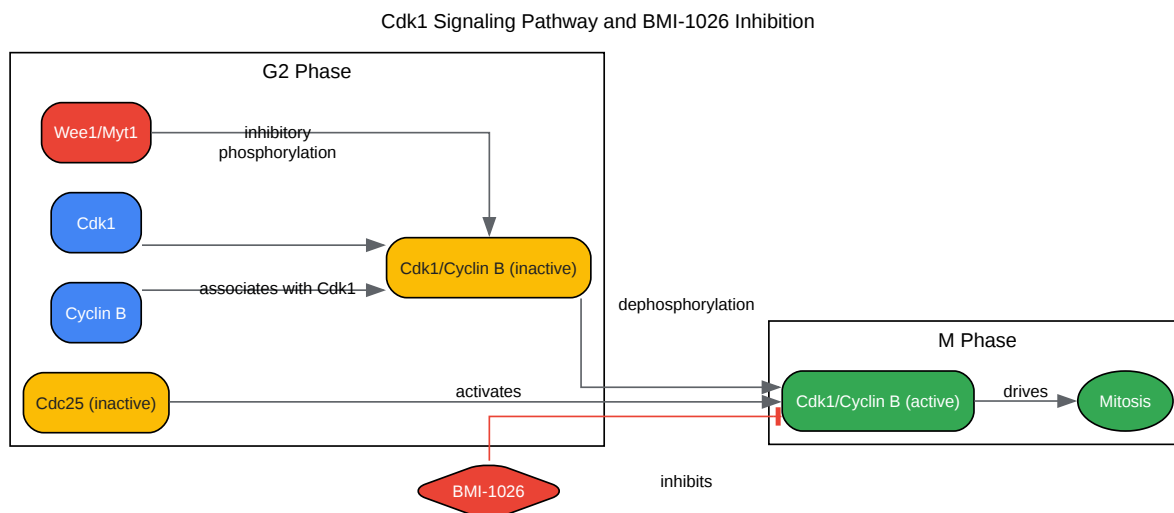 Cdk1 Signaling Pathway and BMI-1026 Inhibition
G2 Phase
Wee1/Myt1
inhibitory
phosphorylation
Cdk1
Cdk1/Cyclin B (inactive)
associates with Cdk1
Cyclin B
dephosphorylation
M Phase
Cdc25 (inactive)
activates
Cdk1/Cyclin B (active)
drives
Mitosis
BMI-1026
inhibits